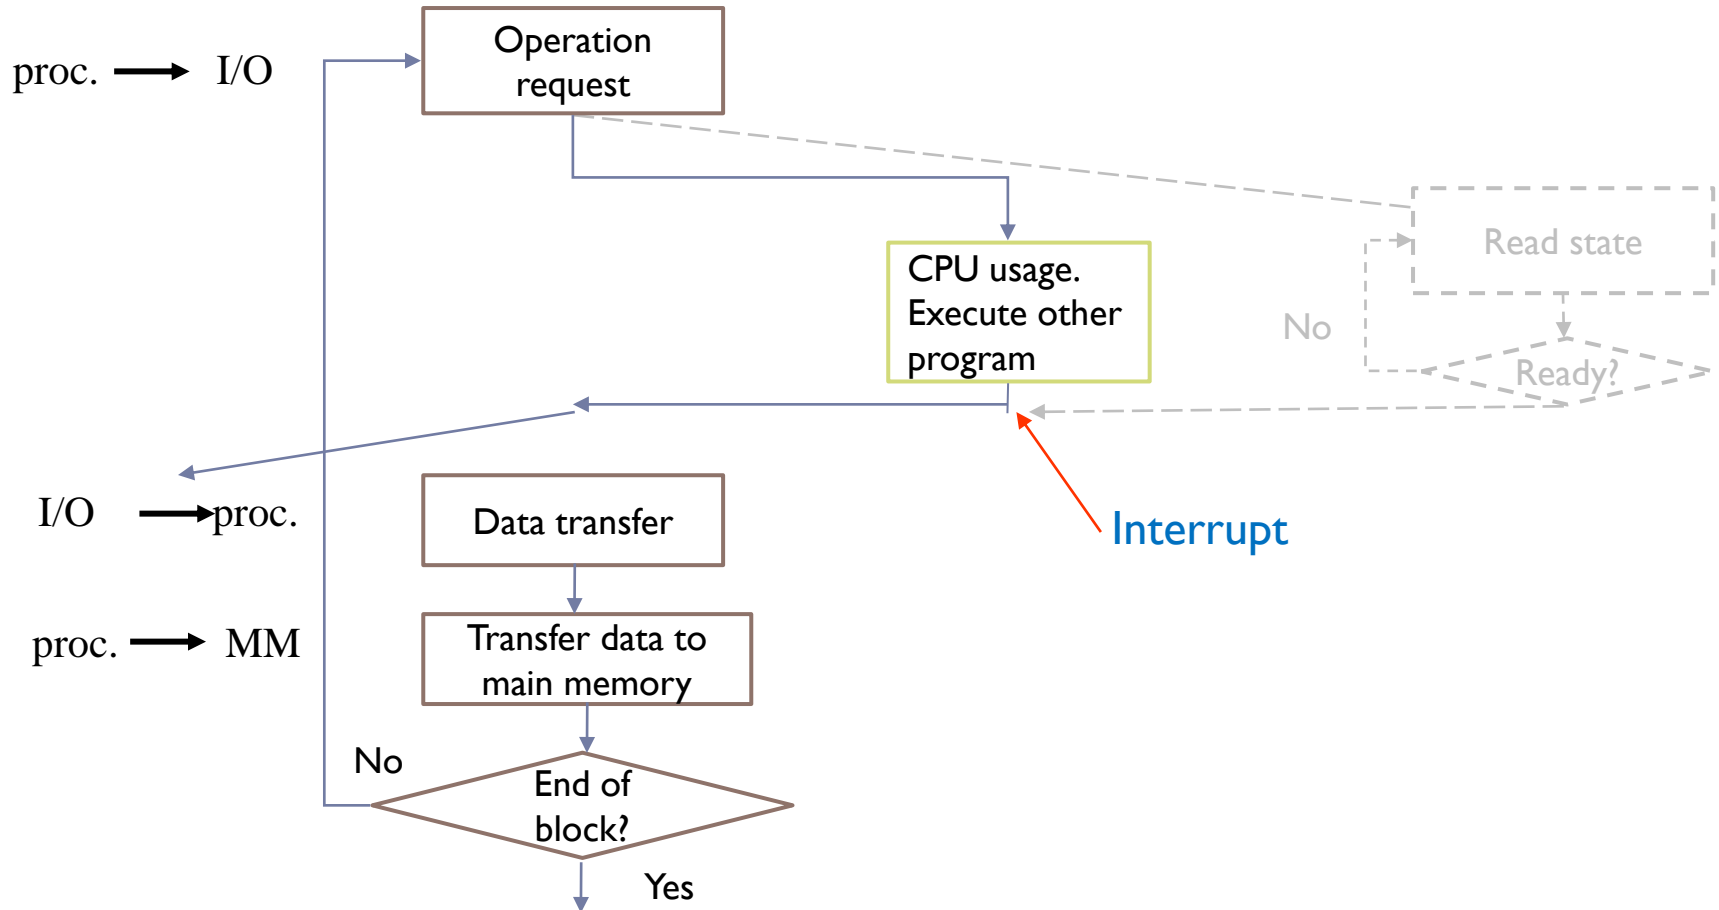 Operation
request
proc. → I/O
Read state
CPU usage.
Execute other
program
No
Ready?
I/O → proc.
Data transfer
Interrupt
proc. → MM
Transfer data to
main memory
No
End of
block?
Yes